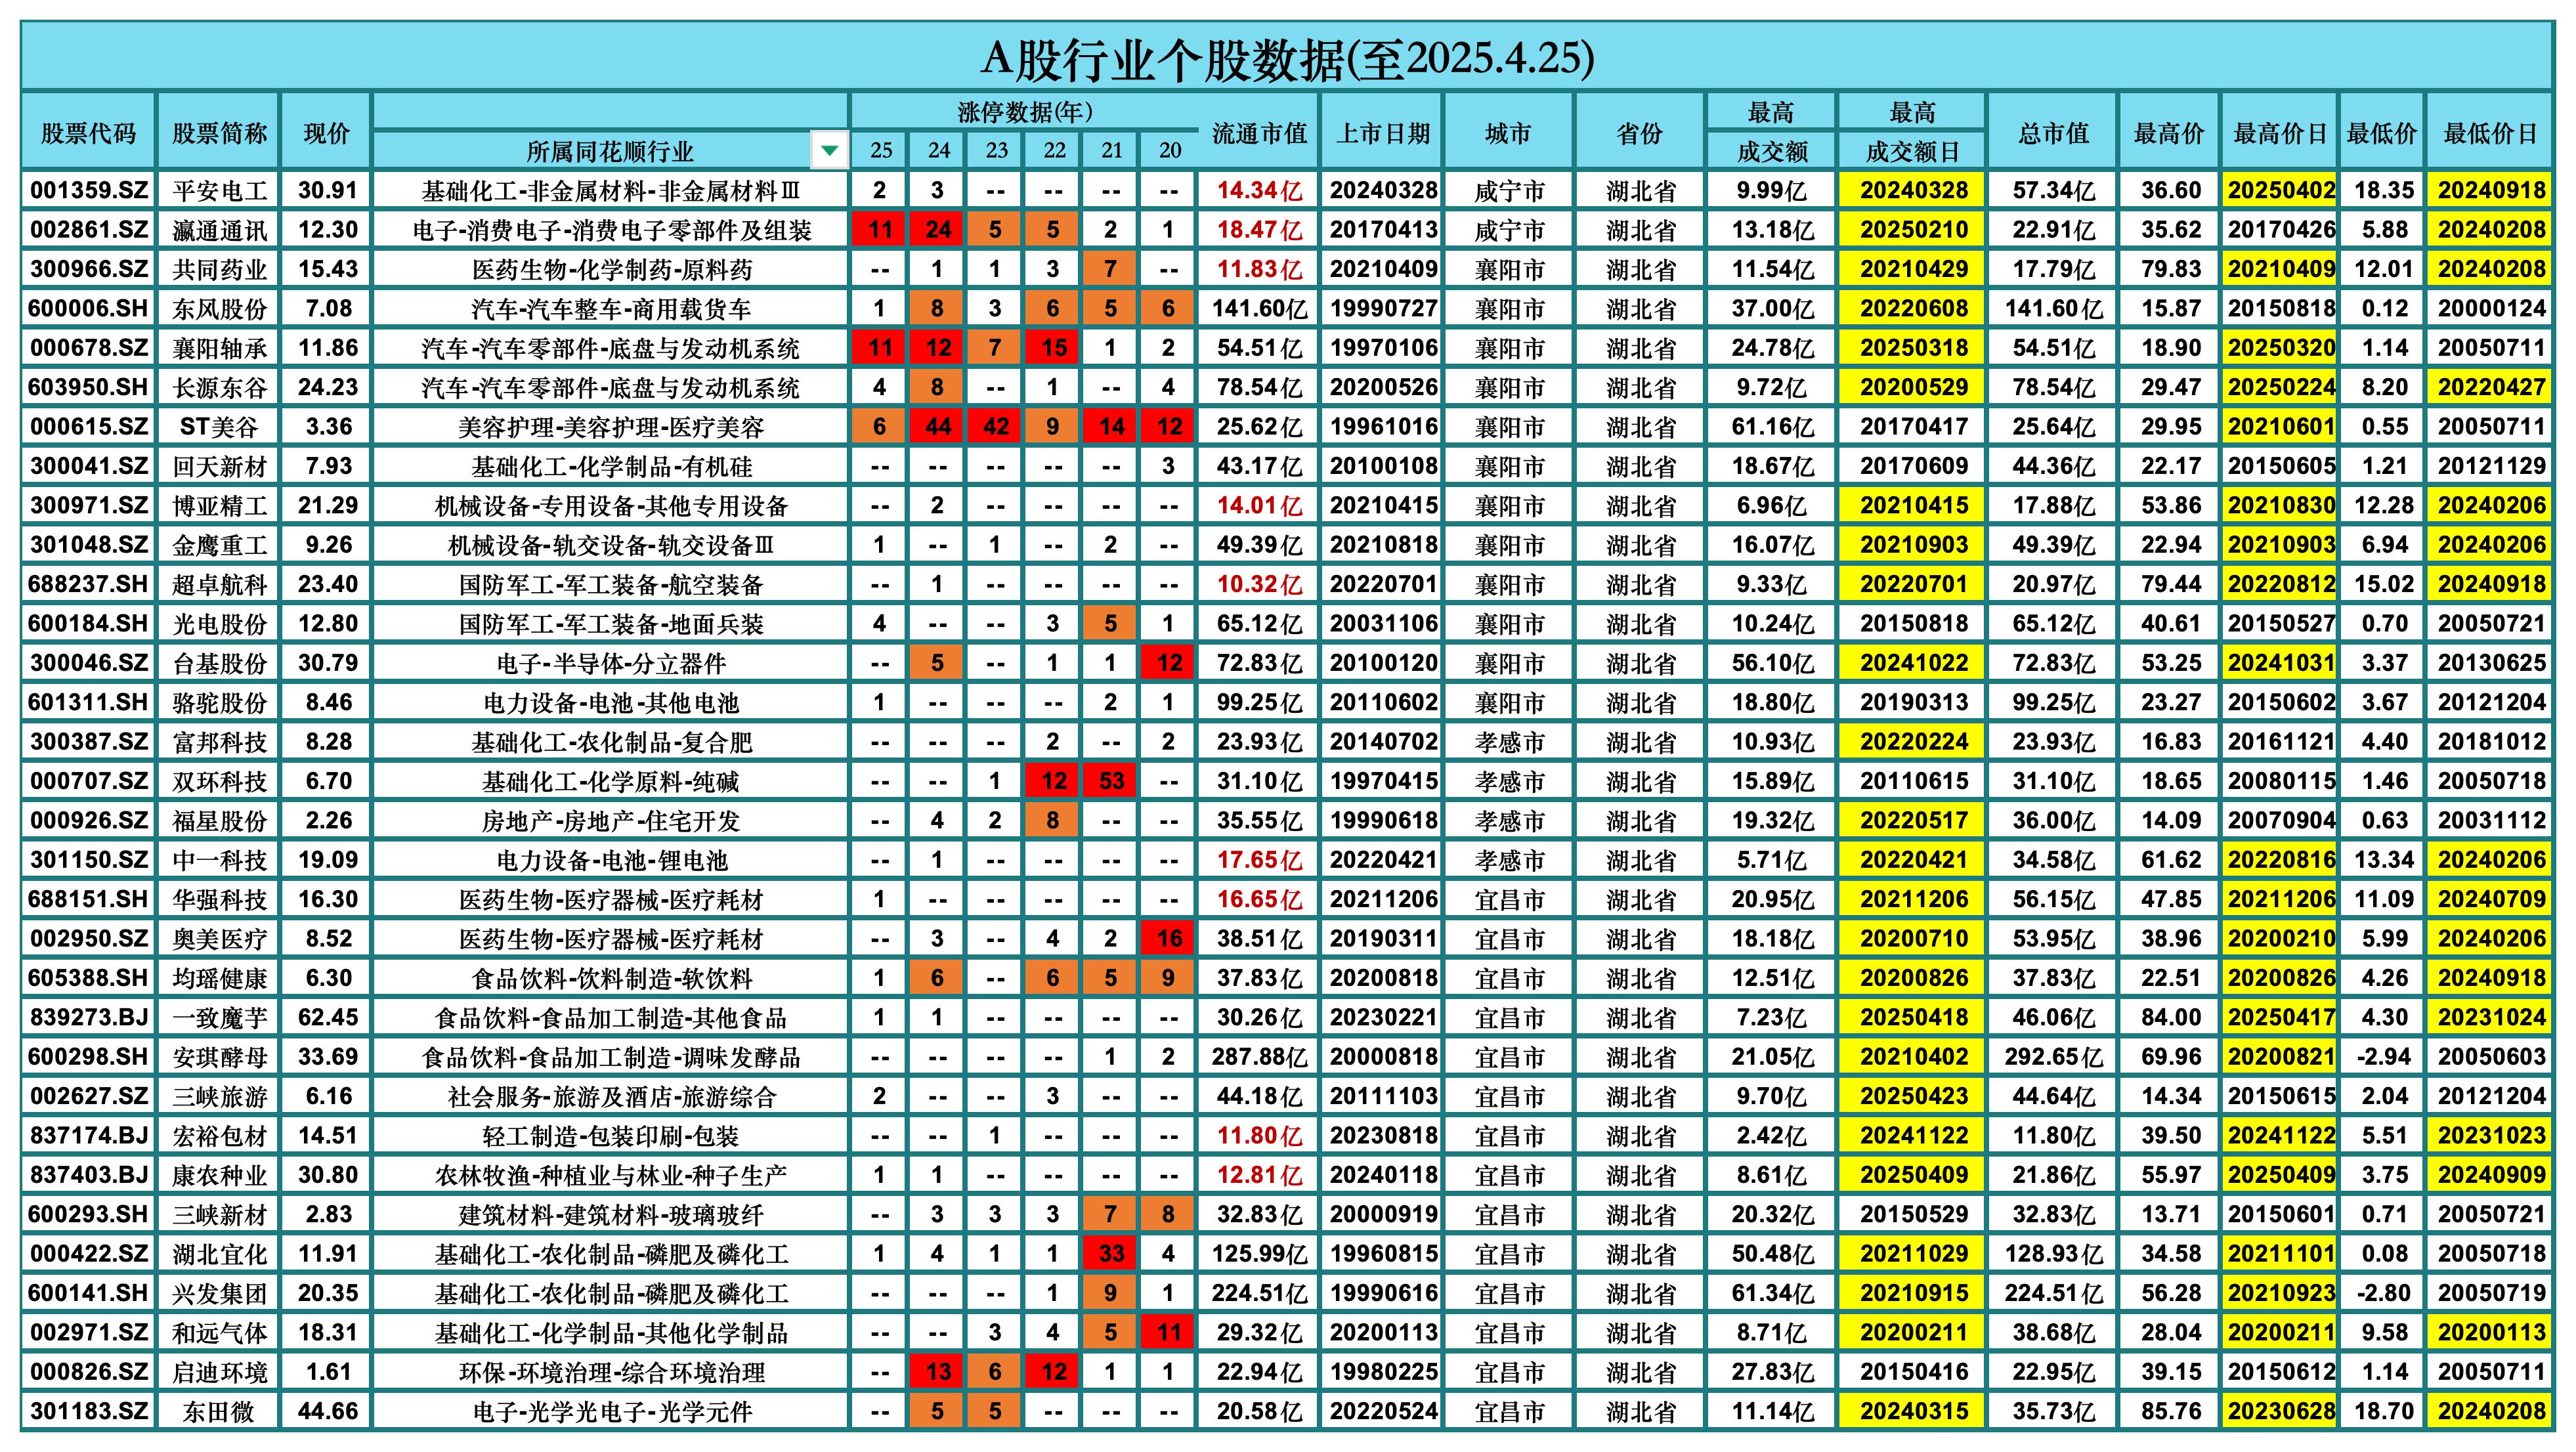 A股行业个股数据(至2025.4.25)
股票代码 股票简称 现价 所属同花顺行业 涨停数据(年) 流通市值 上市日期 城市 省份 最高 最高 总市值 最高价 最高价日 最低价 最低价日
25 24 23 22 21 20 成交额 成交额日
001359.SZ 平安电工 30.91 基础化工-非金属材料-非金属材料Ⅲ 2 3 -- -- -- -- 14.34亿 20240328 咸宁市 湖北省 9.99亿 20240328 57.34亿 36.60 20250402 18.35 20240918
002861.SZ 瀛通通讯 12.30 电子-消费电子-消费电子零部件及组装 11 24 5 5 2 1 18.47亿 20170413 咸宁市 湖北省 13.18亿 20250210 22.91亿 35.62 20170426 5.88 20240208
300966.SZ 共同药业 15.43 医药生物-化学制药-原料药 -- 1 1 3 7 -- 11.83亿 20210409 襄阳市 湖北省 11.54亿 20210429 17.79亿 79.83 20210409 12.01 20240208
600006.SH 东风股份 7.08 汽车-汽车整车-商用载货车 1 8 3 6 5 6 141.60亿 19990727 襄阳市 湖北省 37.00亿 20220608 141.60亿 15.87 20150818 0.12 20000124
000678.SZ 襄阳轴承 11.86 汽车-汽车零部件-底盘与发动机系统 11 12 7 15 1 2 54.51亿 19970106 襄阳市 湖北省 24.78亿 20250318 54.51亿 18.90 20250320 1.14 20050711
603950.SH 长源东谷 24.23 汽车-汽车零部件-底盘与发动机系统 4 8 -- 1 -- 4 78.54亿 20200526 襄阳市 湖北省 9.72亿 20200529 78.54亿 29.47 20250224 8.20 20220427
000615.SZ ST美谷 3.36 美容护理-美容护理-医疗美容 6 44 42 9 14 12 25.62亿 19961016 襄阳市 湖北省 61.16亿 20170417 25.64亿 29.95 20210601 0.55 20050711
300041.SZ 回天新材 7.93 基础化工-化学制品-有机硅 -- -- -- -- -- 3 43.17亿 20100108 襄阳市 湖北省 18.67亿 20170609 44.36亿 22.17 20150605 1.21 20121129
300971.SZ 博亚精工 21.29 机械设备-专用设备-其他专用设备 -- 2 -- -- -- -- 14.01亿 20210415 襄阳市 湖北省 6.96亿 20210415 17.88亿 53.86 20210830 12.28 20240206
301048.SZ 金鹰重工 9.26 机械设备-轨交设备-轨交设备Ⅲ 1 -- 1 -- 2 -- 49.39亿 20210818 襄阳市 湖北省 16.07亿 20210903 49.39亿 22.94 20210903 6.94 20240206
688237.SH 超卓航科 23.40 国防军工-军工装备-航空装备 -- 1 -- -- -- -- 10.32亿 20220701 襄阳市 湖北省 9.33亿 20220701 20.97亿 79.44 20220812 15.02 20240918
600184.SH 光电股份 12.80 国防军工-军工装备-地面兵装 4 -- -- 3 5 1 65.12亿 20031106 襄阳市 湖北省 10.24亿 20150818 65.12亿 40.61 20150527 0.70 20050721
300046.SZ 台基股份 30.79 电子-半导体-分立器件 -- 5 -- 1 1 12 72.83亿 20100120 襄阳市 湖北省 56.10亿 20241022 72.83亿 53.25 20241031 3.37 20130625
601311.SH 骆驼股份 8.46 电力设备-电池-其他电池 1 -- -- -- 2 1 99.25亿 20110602 襄阳市 湖北省 18.80亿 20190313 99.25亿 23.27 20150602 3.67 20121204
300387.SZ 富邦科技 8.28 基础化工-农化制品-复合肥 -- -- -- 2 -- 2 23.93亿 20140702 孝感市 湖北省 10.93亿 20220224 23.93亿 16.83 20161121 4.40 20181012
000707.SZ 双环科技 6.70 基础化工-化学原料-纯碱 -- -- 1 12 53 -- 31.10亿 19970415 孝感市 湖北省 15.89亿 20110615 31.10亿 18.65 20080115 1.46 20050718
000926.SZ 福星股份 2.26 房地产-房地产-住宅开发 -- 4 2 8 -- -- 35.55亿 19990618 孝感市 湖北省 19.32亿 20220517 36.00亿 14.09 20070904 0.63 20031112
301150.SZ 中一科技 19.09 电力设备-电池-锂电池 -- 1 -- -- -- -- 17.65亿 20220421 孝感市 湖北省 5.71亿 20220421 34.58亿 61.62 20220816 13.34 20240206
688151.SH 华强科技 16.30 医药生物-医疗器械-医疗耗材 1 -- -- -- -- -- 16.65亿 20211206 宜昌市 湖北省 20.95亿 20211206 56.15亿 47.85 20211206 11.09 20240709
002950.SZ 奥美医疗 8.52 医药生物-医疗器械-医疗耗材 -- 3 -- 4 2 16 38.51亿 20190311 宜昌市 湖北省 18.18亿 20200710 53.95亿 38.96 20200210 5.99 20240206
605388.SH 均瑶健康 6.30 食品饮料-饮料制造-软饮料 1 6 -- 6 5 9 37.83亿 20200818 宜昌市 湖北省 12.51亿 20200826 37.83亿 22.51 20200826 4.26 20240918
839273.BJ 一致魔芋 62.45 食品饮料-食品加工制造-其他食品 1 1 -- -- -- -- 30.26亿 20230221 宜昌市 湖北省 7.23亿 20250418 46.06亿 84.00 20250417 4.30 20231024
600298.SH 安琪酵母 33.69 食品饮料-食品加工制造-调味发酵品 -- -- -- -- 1 2 287.88亿 20000818 宜昌市 湖北省 21.05亿 20210402 292.65亿 69.96 20200821 -2.94 20050603
002627.SZ 三峡旅游 6.16 社会服务-旅游及酒店-旅游综合 2 -- -- 3 -- -- 44.18亿 20111103 宜昌市 湖北省 9.70亿 20250423 44.64亿 14.34 20150615 2.04 20121204
837174.BJ 宏裕包材 14.51 轻工制造-包装印刷-包装 -- -- 1 -- -- -- 11.80亿 20230818 宜昌市 湖北省 2.42亿 20241122 11.80亿 39.50 20241122 5.51 20231023
837403.BJ 康农种业 30.80 农林牧渔-种植业与林业-种子生产 1 1 -- -- -- -- 12.81亿 20240118 宜昌市 湖北省 8.61亿 20250409 21.86亿 55.97 20250409 3.75 20240909
600293.SH 三峡新材 2.83 建筑材料-建筑材料-玻璃玻纤 -- 3 3 3 7 8 32.83亿 20000919 宜昌市 湖北省 20.32亿 20150529 32.83亿 13.71 20150601 0.71 20050721
000422.SZ 湖北宜化 11.91 基础化工-农化制品-磷肥及磷化工 1 4 1 1 33 4 125.99亿 19960815 宜昌市 湖北省 50.48亿 20211029 128.93亿 34.58 20211101 0.08 20050718
600141.SH 兴发集团 20.35 基础化工-农化制品-磷肥及磷化工 -- -- -- 1 9 1 224.51亿 19990616 宜昌市 湖北省 61.34亿 20210915 224.51亿 56.28 20210923 -2.80 20050719
002971.SZ 和远气体 18.31 基础化工-化学制品-其他化学制品 -- -- 3 4 5 11 29.32亿 20200113 宜昌市 湖北省 8.71亿 20200211 38.68亿 28.04 20200211 9.58 20200113
000826.SZ 启迪环境 1.61 环保-环境治理-综合环境治理 -- 13 6 12 1 1 22.94亿 19980225 宜昌市 湖北省 27.83亿 20150416 22.95亿 39.15 20150612 1.14 20050711
301183.SZ 东田微 44.66 电子-光学光电子-光学元件 -- 5 5 -- -- -- 20.58亿 20220524 宜昌市 湖北省 11.14亿 20240315 35.73亿 85.76 20230628 18.70 20240208